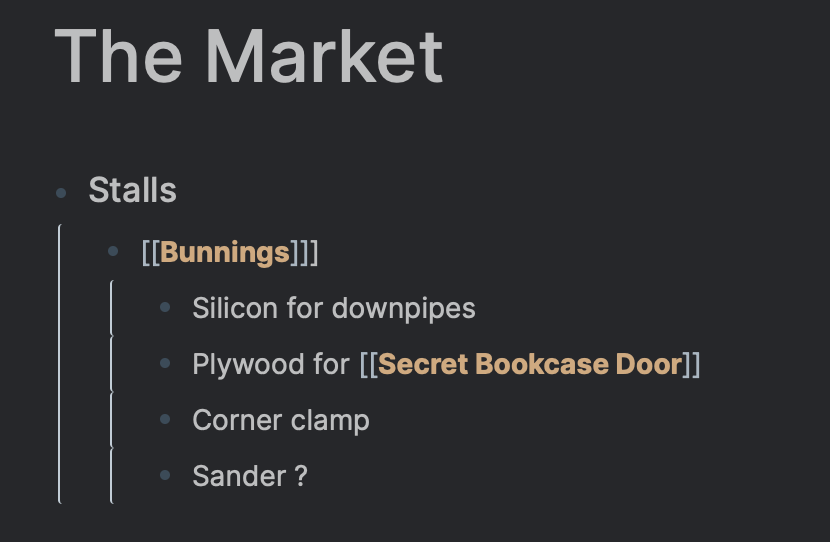 The Market
Stalls
[[Bunnings]]]
Silicon for downpipes
Plywood for [[Secret Bookcase Door]]
Corner clamp
Sander ?